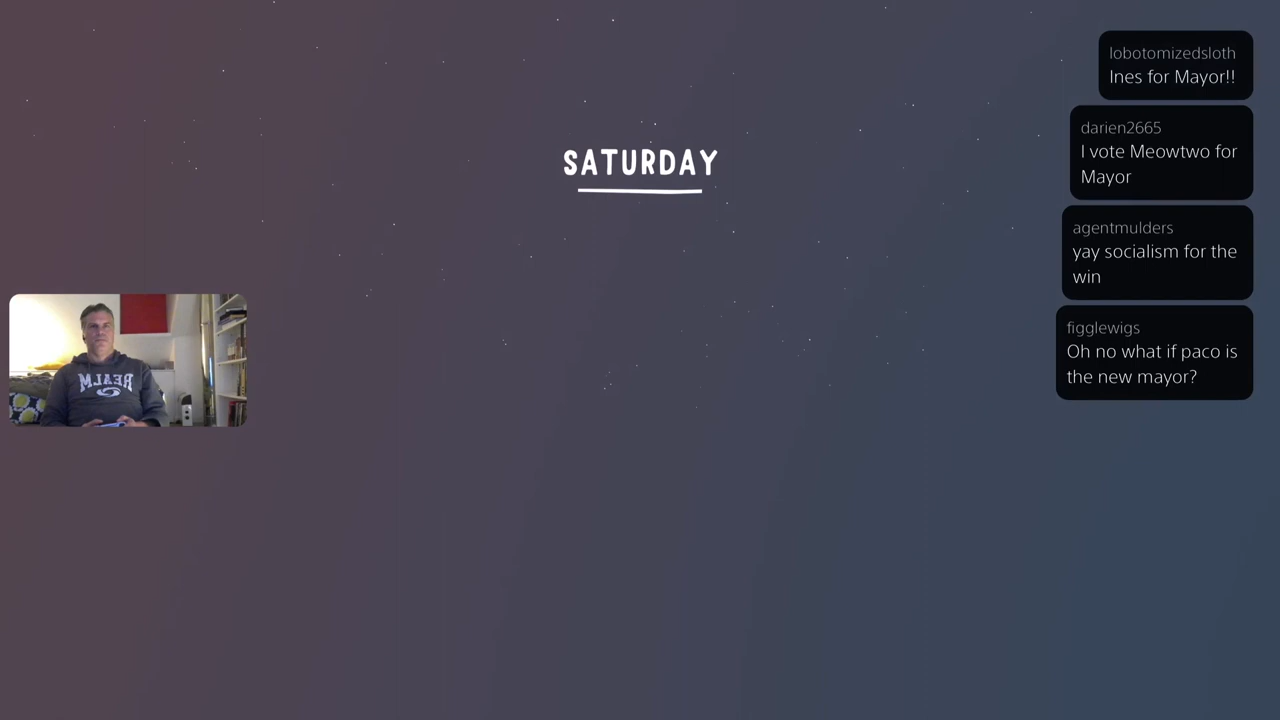 SATURDAY
lobotomizedsloth
Ines for Mayor!!
darien2665
I vote Meowtwo for
Mayor
agentmulders
yay socialism for the
win
figglewigs
Oh no what if paco is
the new mayor?
REALM